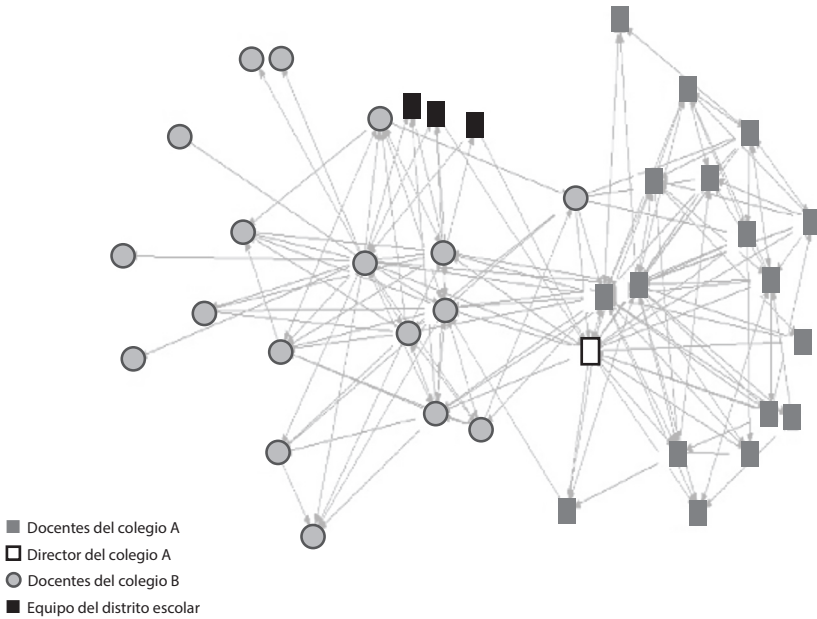 Docentes del colegio A
Director del colegio A
Docentes del colegio B
Equipo del distrito escolar